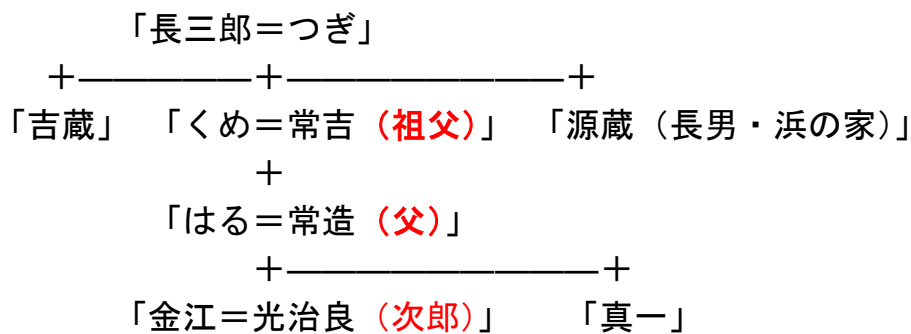 「長三郎＝つぎ」
＋—————＋————————＋
「吉蔵」 「くめ＝常吉（祖父）」 「源蔵（長男・浜の家）」
＋
「はる＝常造（父）」
＋—————————＋
「金江＝光治良（次郎）」 「真一」